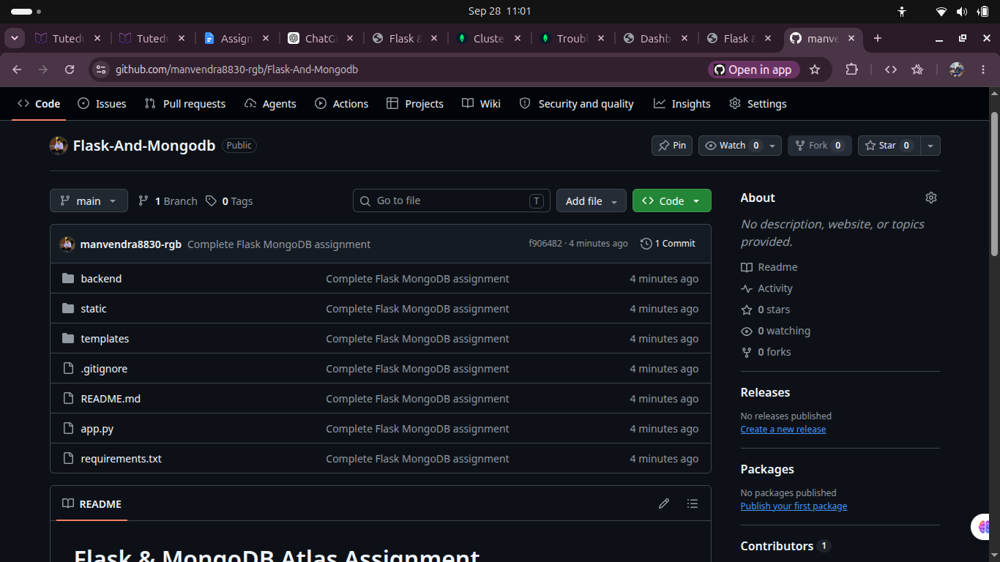 Sep 28 11:01
Tutedu
Tutedu
Assign
ChatG
Flask &
Cluste
Troubl
Dashb
Flask &
manve
github.com/manvendra8830-rgb/Flask-And-Mongodb
Open in app
Code
Issues
Pull requests
Agents
Actions
Projects
Wiki
Security and quality
Insights
Settings
Flask-And-Mongodb
Public
Pin
Watch 0
Fork 0
Star 0
main
1 Branch
0 Tags
Go to file
T
Add file
Code
manvendra8830-rgb Complete Flask MongoDB assignment
f906482 · 4 minutes ago
1 Commit
backend Complete Flask MongoDB assignment 4 minutes ago
static Complete Flask MongoDB assignment 4 minutes ago
templates Complete Flask MongoDB assignment 4 minutes ago
.gitignore Complete Flask MongoDB assignment 4 minutes ago
README.md Complete Flask MongoDB assignment 4 minutes ago
app.py Complete Flask MongoDB assignment 4 minutes ago
requirements.txt Complete Flask MongoDB assignment 4 minutes ago
README
Flask & MongoDB Atlas Assignment
About
No description, website, or topics
provided.
Readme
Activity
0 stars
0 watching
0 forks
Releases
No releases published
Create a new release
Packages
No packages published
Publish your first package
Contributors 1